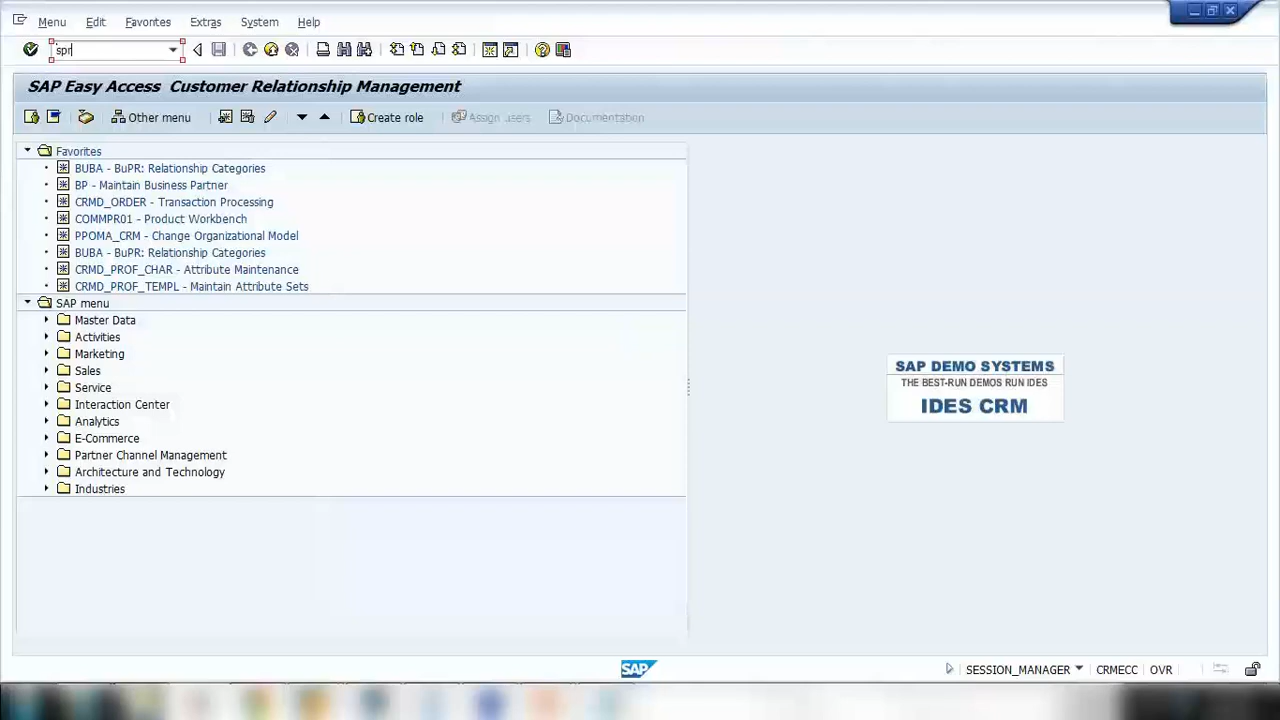 Menu Edit Favorites Extras System Help
spr
SAP Easy Access Customer Relationship Management
Other menu Create role Assign users Documentation
Favorites
BUBA - BuPR: Relationship Categories
BP - Maintain Business Partner
CRMD_ORDER - Transaction Processing
COMMPR01 - Product Workbench
PPOMA_CRM - Change Organizational Model
BUBA - BuPR: Relationship Categories
CRMD_PROF_CHAR - Attribute Maintenance
CRMD_PROF_TEMPL - Maintain Attribute Sets
SAP menu
Master Data
Activities
Marketing
Sales
Service
Interaction Center
Analytics
E-Commerce
Partner Channel Management
Architecture and Technology
Industries
SAP DEMO SYSTEMS
THE BEST-RUN DEMOS RUN IDES
IDES CRM
SAP
SESSION_MANAGER CRMECC OVR